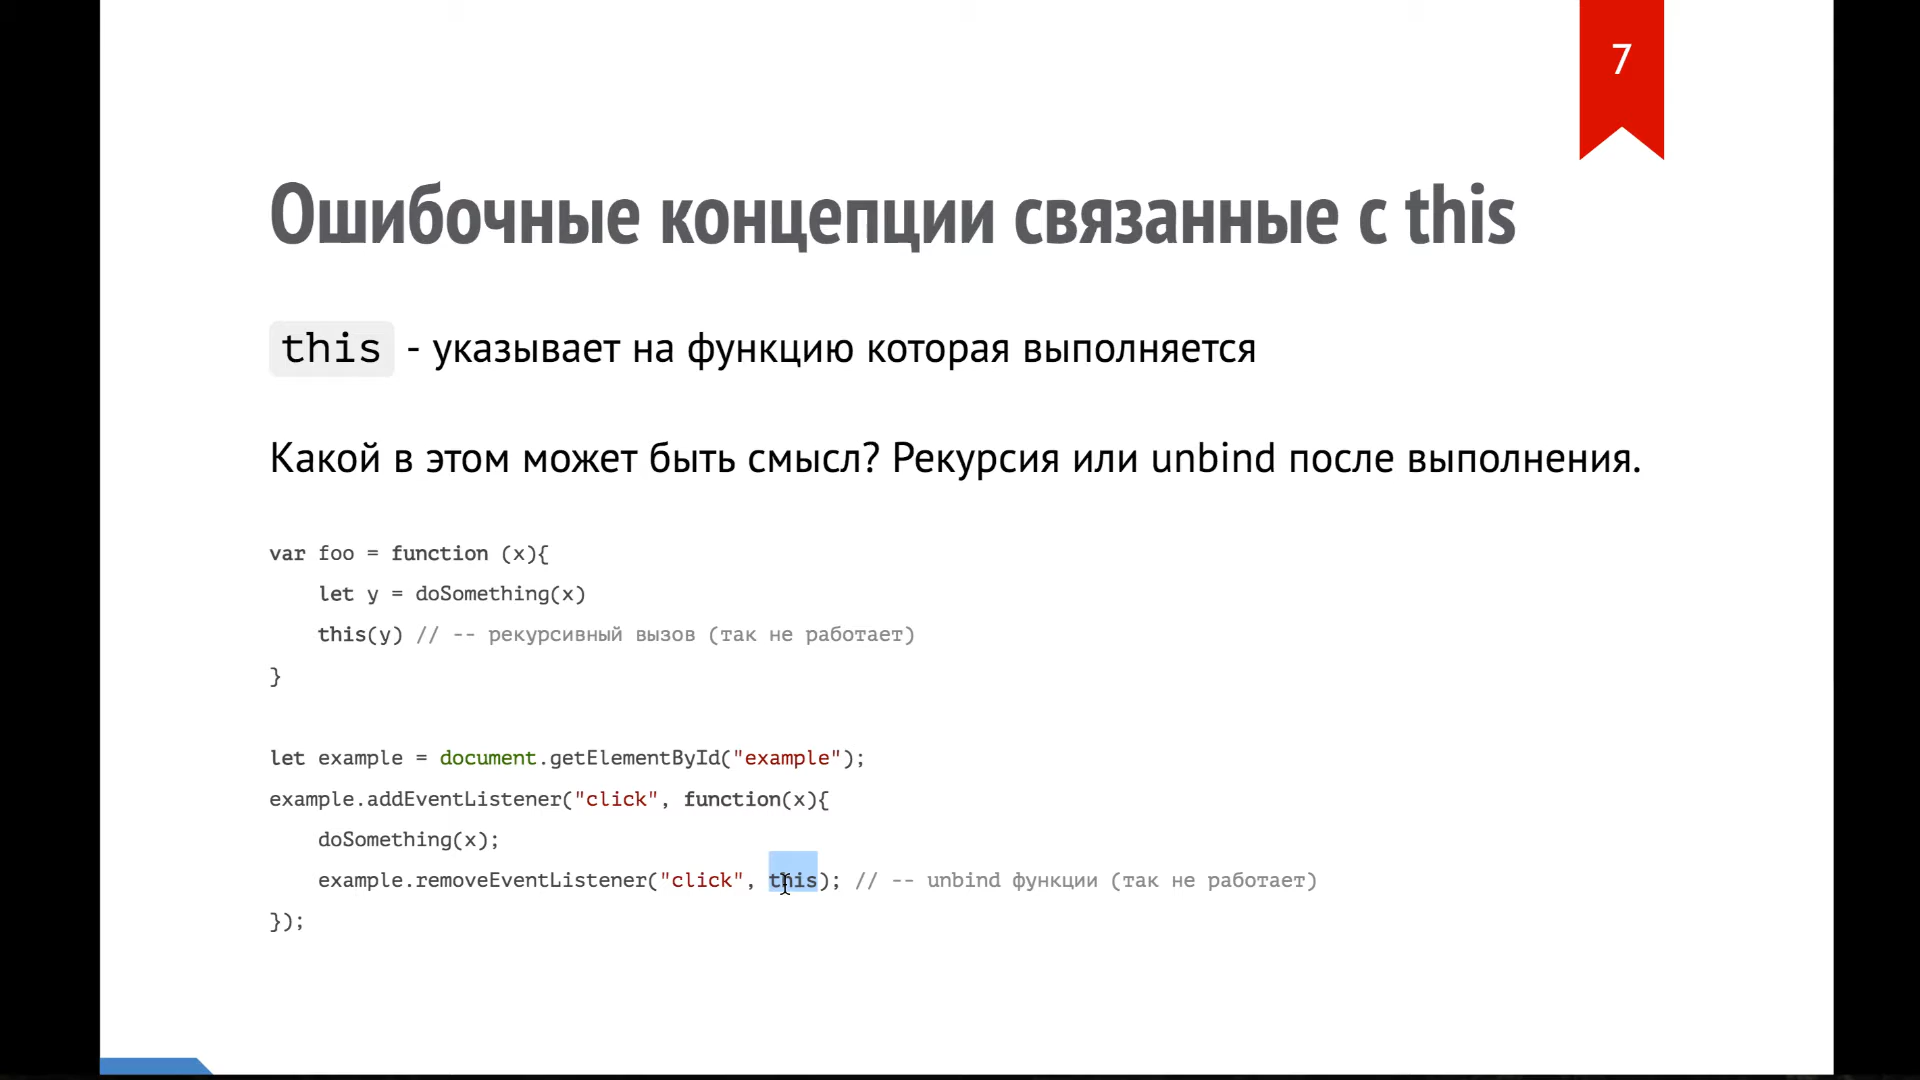 7
Ошибочные концепции связанные с this
this - указывает на функцию которая выполняется
Какой в этом может быть смысл? Рекурсия или unbind после выполнения.
var foo = function (x){
    let y = doSomething(x)
    this(y) // -- рекурсивный вызов (так не работает)
}
let example = document.getElementById("example");
example.addEventListener("click", function(x){
    doSomething(x);
    example.removeEventListener("click", this); // -- unbind функции (так не работает)
});